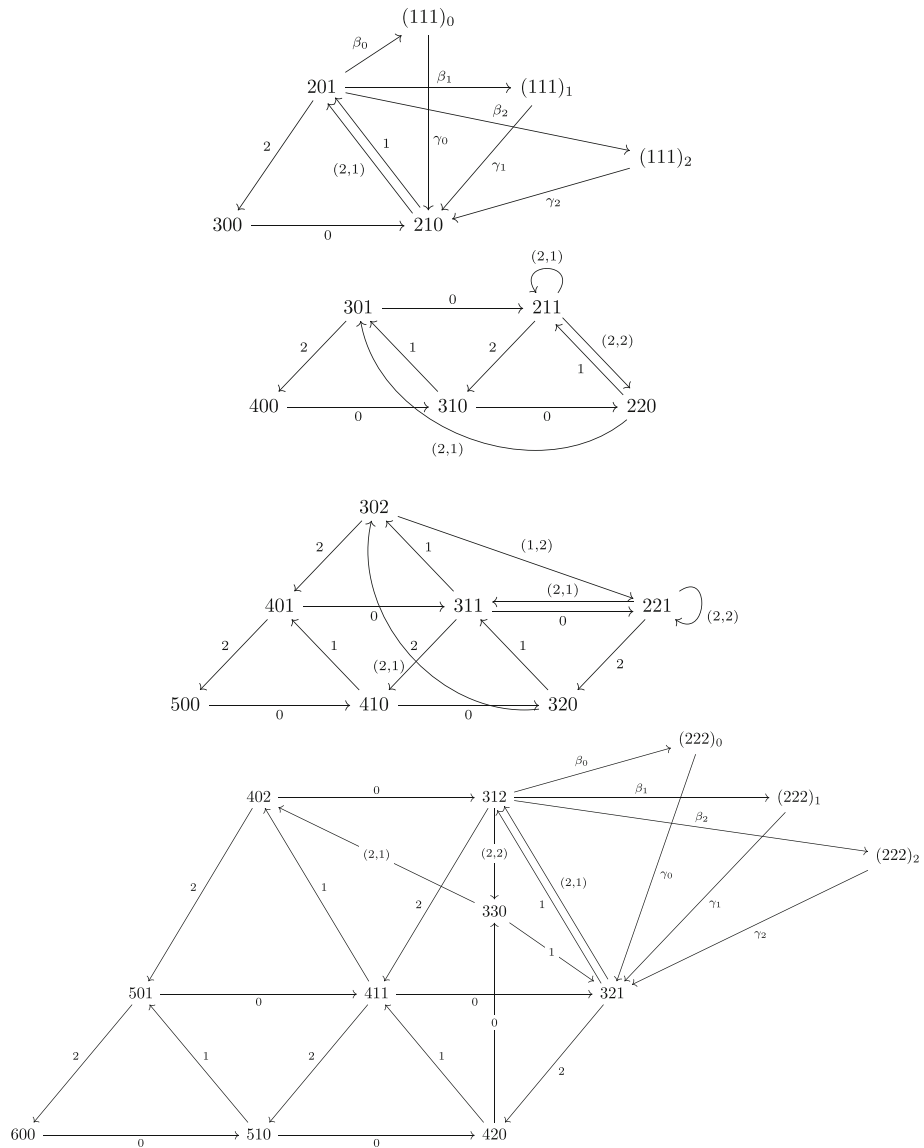 (111)₀
β₀
201 β₁ (111)₁
β₂
(111)₂
2 (2,1) 1 γ₀ γ₁
γ₂
300 0 210
(2,1)
301 0 211
2 1 2 (2,2)
1
400 0 310 0 220
(2,1)
302
2 1 (1,2)
401 0 311 (2,1) 0 221 (2,2)
2 1 (2,1) 2 1 2
500 0 410 0 320
(222)₀
β₀
402 0 312 β₁ (222)₁
β₂
(2,1) (2,2) (222)₂
2 1 2 (2,1) γ₀
1 γ₁
330
γ₂
1
501 0 411 0 321
0
2 1 2 1 2
600 0 510 0 420